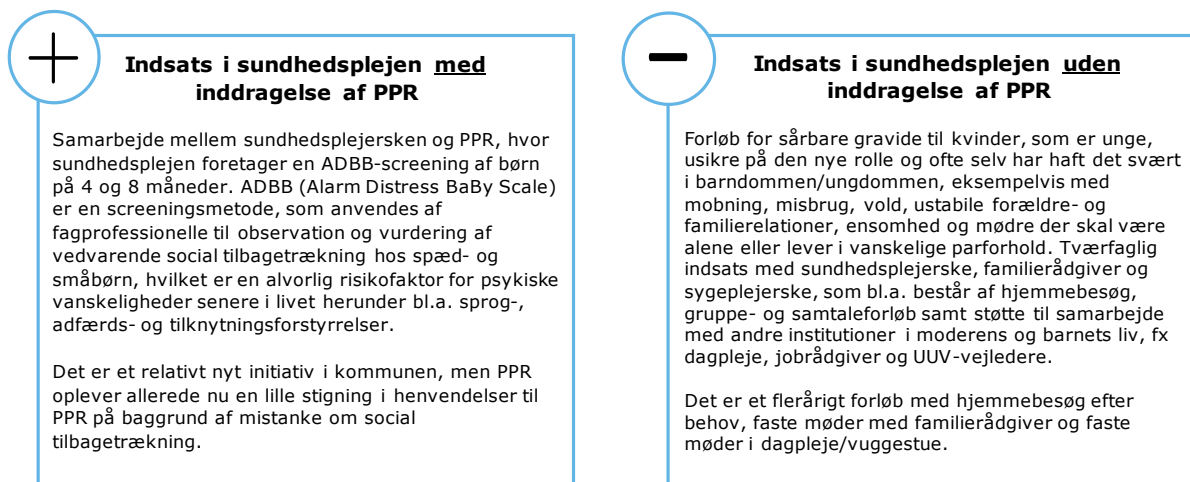 Indsats i sundhedsplejen med
inddragelse af PPR
Samarbejde mellem sundhedsplejersken og PPR, hvor
sundhedsplejen foretager en ADBB-screening af børn
på 4 og 8 måneder. ADBB (Alarm Distress BaBy Scale)
er en screeningsmetode, som anvendes af
fagprofessionelle til observation og vurdering af
vedvarende social tilbagetrækning hos spæd- og
småbørn, hvilket er en alvorlig risikofaktor for psykiske
vanskeligheder senere i livet herunder bl.a. sprog-,
adfærds- og tilknytningsforstyrrelser.
Det er et relativt nyt initiativ i kommunen, men PPR
oplever allerede nu en lille stigning i henvendelser til
PPR på baggrund af mistanke om social
tilbagetrækning.
Indsats i sundhedsplejen uden
inddragelse af PPR
Forløb for sårbare gravide til kvinder, som er unge,
usikre på den nye rolle og ofte selv har haft det svært
i barndommen/ungdommen, eksempelvis med
mobning, misbrug, vold, ustabile forældre- og
familierelationer, ensomhed og mødre der skal være
alene eller lever i vanskelige parforhold. Tværfaglig
indsats med sundhedsplejerske, familierådgiver og
sygeplejerske, som bl.a. består af hjemmebesøg,
gruppe- og samtaleforløb samt støtte til samarbejde
med andre institutioner i moderens og barnets liv, fx
dagpleje, jobrådgiver og UUV-vejledere.
Det er et flerårigt forløb med hjemmebesøg efter
behov, faste møder med familierådgiver og faste
møder i dagpleje/vuggestue.